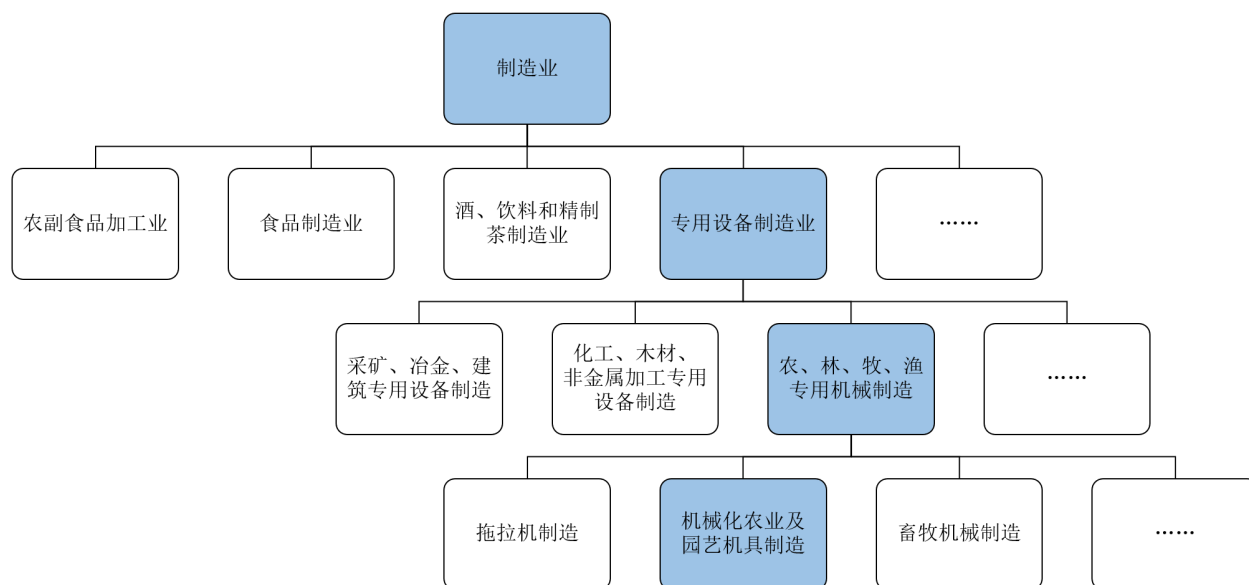 制造业
农副食品加工业
食品制造业
酒、饮料和精制
茶制造业
专用设备制造业
……
采矿、冶金、建
筑专用设备制造
化工、木材、
非金属加工专用
设备制造
农、林、牧、渔
专用机械制造
……
拖拉机制造
机械化农业及
园艺机具制造
畜牧机械制造
……